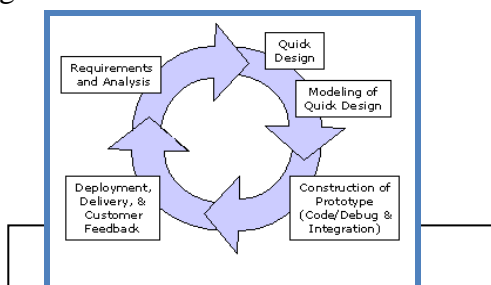 Quick
Design
Requirements
and Analysis
Modeling of
Quick Design
Deployment,
Delivery, &
Customer
Feedback
Construction of
Prototype
(Code/Debug &
Integration)